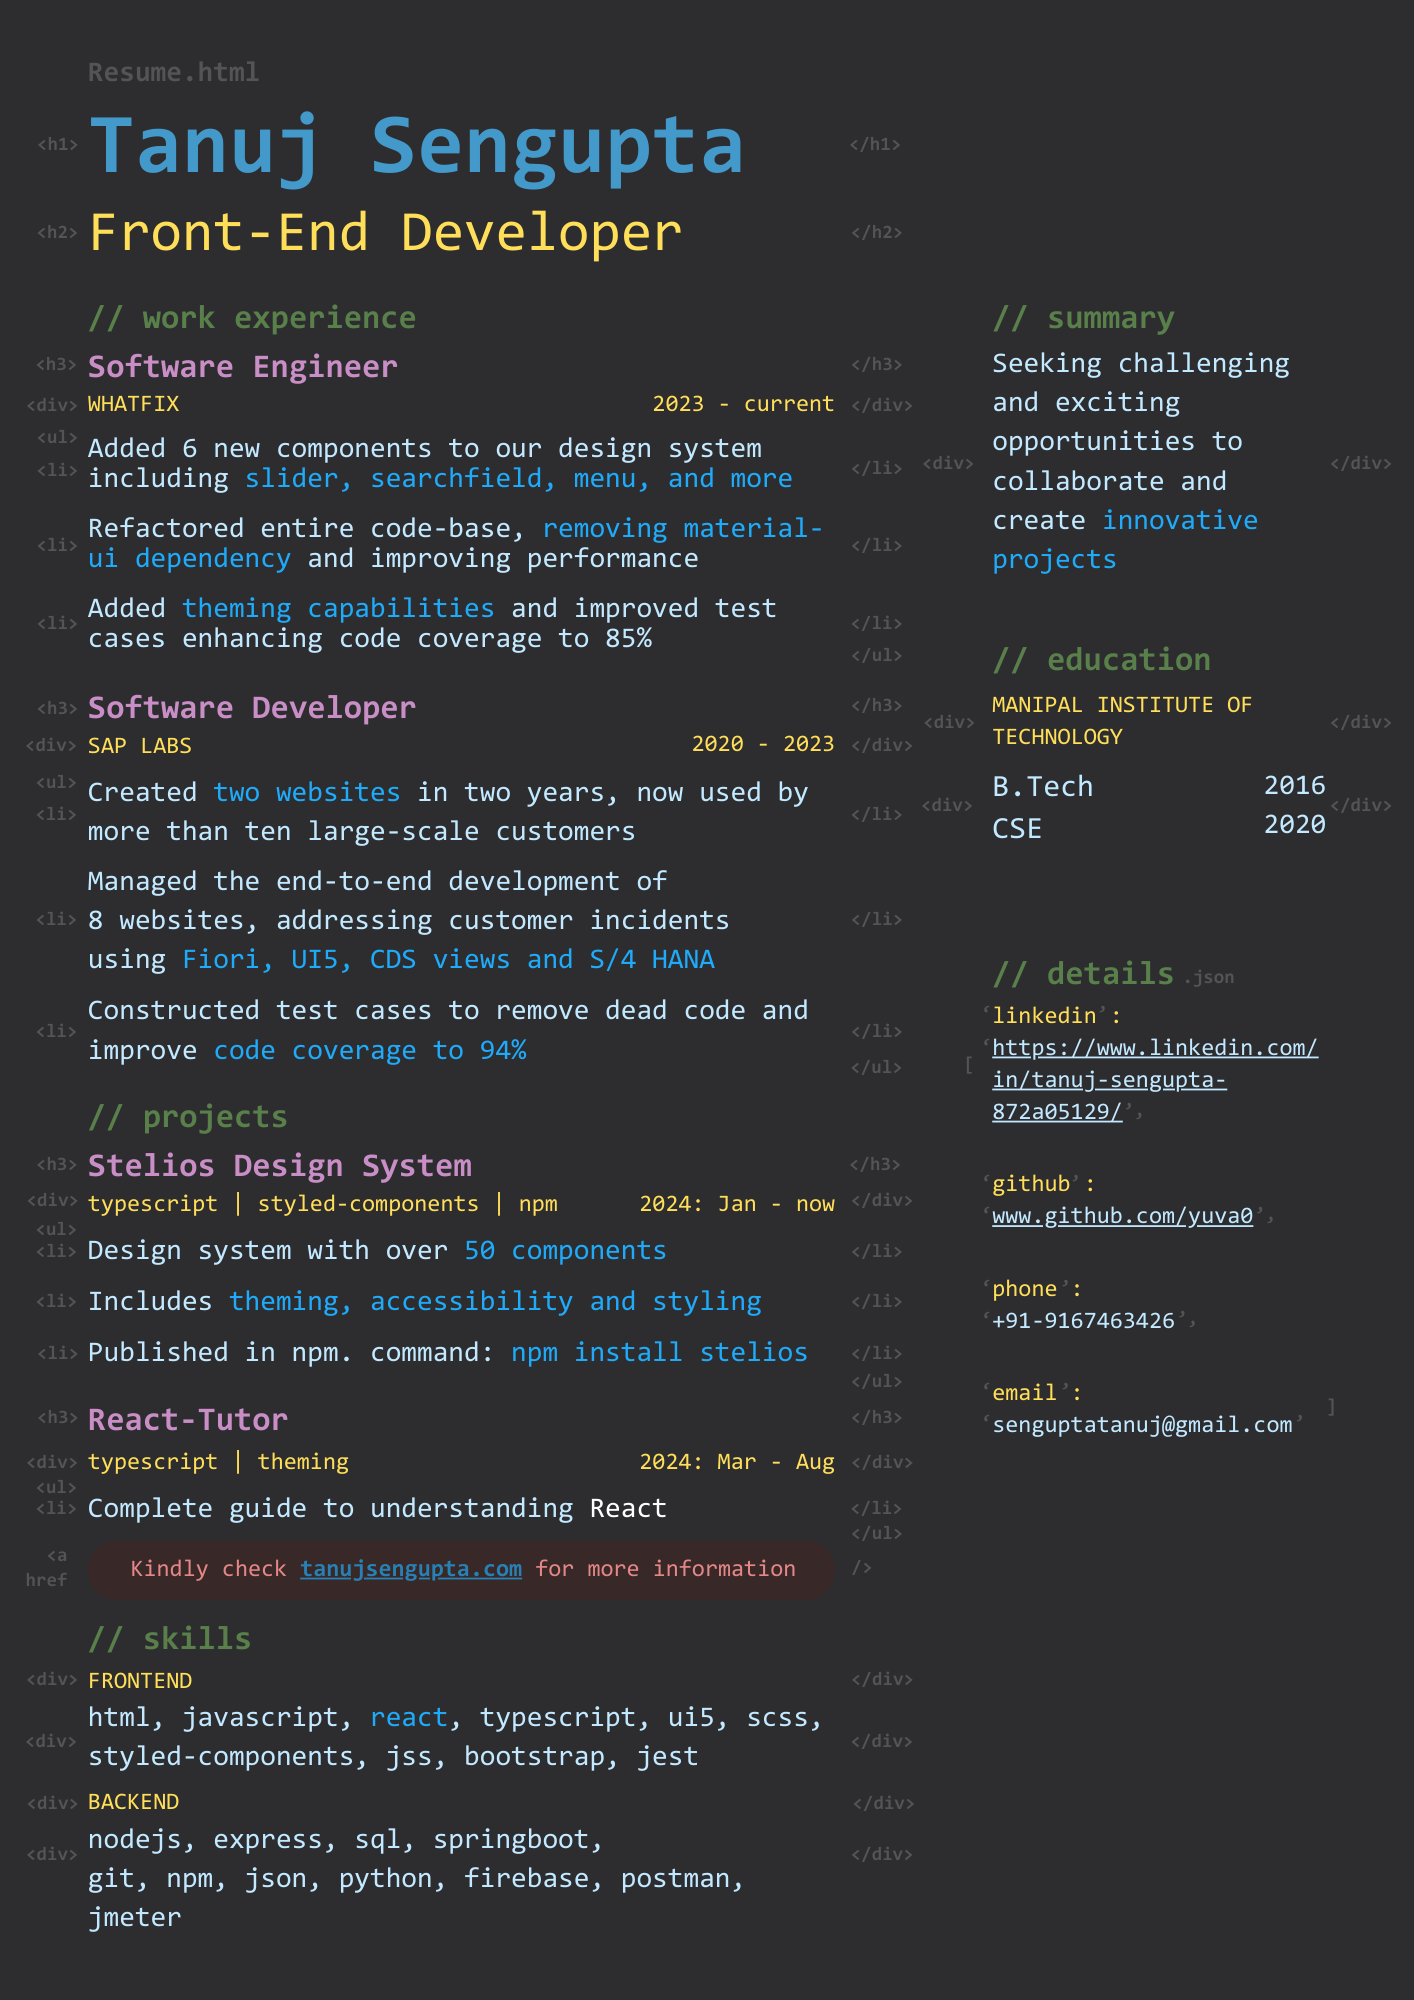 Resume.html
<h1> Tanuj Sengupta </h1>
<h2> Front-End Developer </h2>
// work experience
<h3> Software Engineer </h3>
<div> WHATFIX 2023 - current </div>
<ul>
Added 6 new components to our design system
<li> including slider, searchfield, menu, and more </li>
Refactored entire code-base, removing material-
<li> </li>
ui dependency and improving performance
Added theming capabilities and improved test
<li> </li>
cases enhancing code coverage to 85%
</ul>
<h3> Software Developer </h3>
<div> SAP LABS 2020 - 2023 </div>
<ul>
Created two websites in two years, now used by
<li> </li>
more than ten large-scale customers
Managed the end-to-end development of
<li> 8 websites, addressing customer incidents </li>
using Fiori, UI5, CDS views and S/4 HANA
Constructed test cases to remove dead code and
<li> </li>
improve code coverage to 94%
</ul>
// projects
<h3> Stelios Design System </h3>
<div> typescript | styled-components | npm 2024: Jan - now </div>
<ul>
<li> Design system with over 50 components </li>
<li> Includes theming, accessibility and styling </li>
<li> Published in npm. command: npm install stelios </li>
</ul>
<h3> React-Tutor </h3>
<div> typescript | theming 2024: Mar - Aug </div>
<ul>
<li> Complete guide to understanding React </li>
</ul>
<a
href Kindly check tanujsengupta.com for more information />
// skills
<div> FRONTEND </div>
html, javascript, react, typescript, ui5, scss,
<div> </div>
styled-components, jss, bootstrap, jest
<div> BACKEND </div>
nodejs, express, sql, springboot,
<div> </div>
git, npm, json, python, firebase, postman,
jmeter
// summary
Seeking challenging
and exciting
opportunities to
<div> </div>
collaborate and
create innovative
projects
// education
MANIPAL INSTITUTE OF
<div> </div>
TECHNOLOGY
B.Tech 2016
<div> </div>
CSE 2020
// details .json
‘linkedin’:
‘https://www.linkedin.com/
[
in/tanuj-sengupta-
872a05129/’,
‘github’:
‘www.github.com/yuva0’,
‘phone’:
‘+91-9167463426’,
‘email’:
]
‘senguptatanuj@gmail.com’